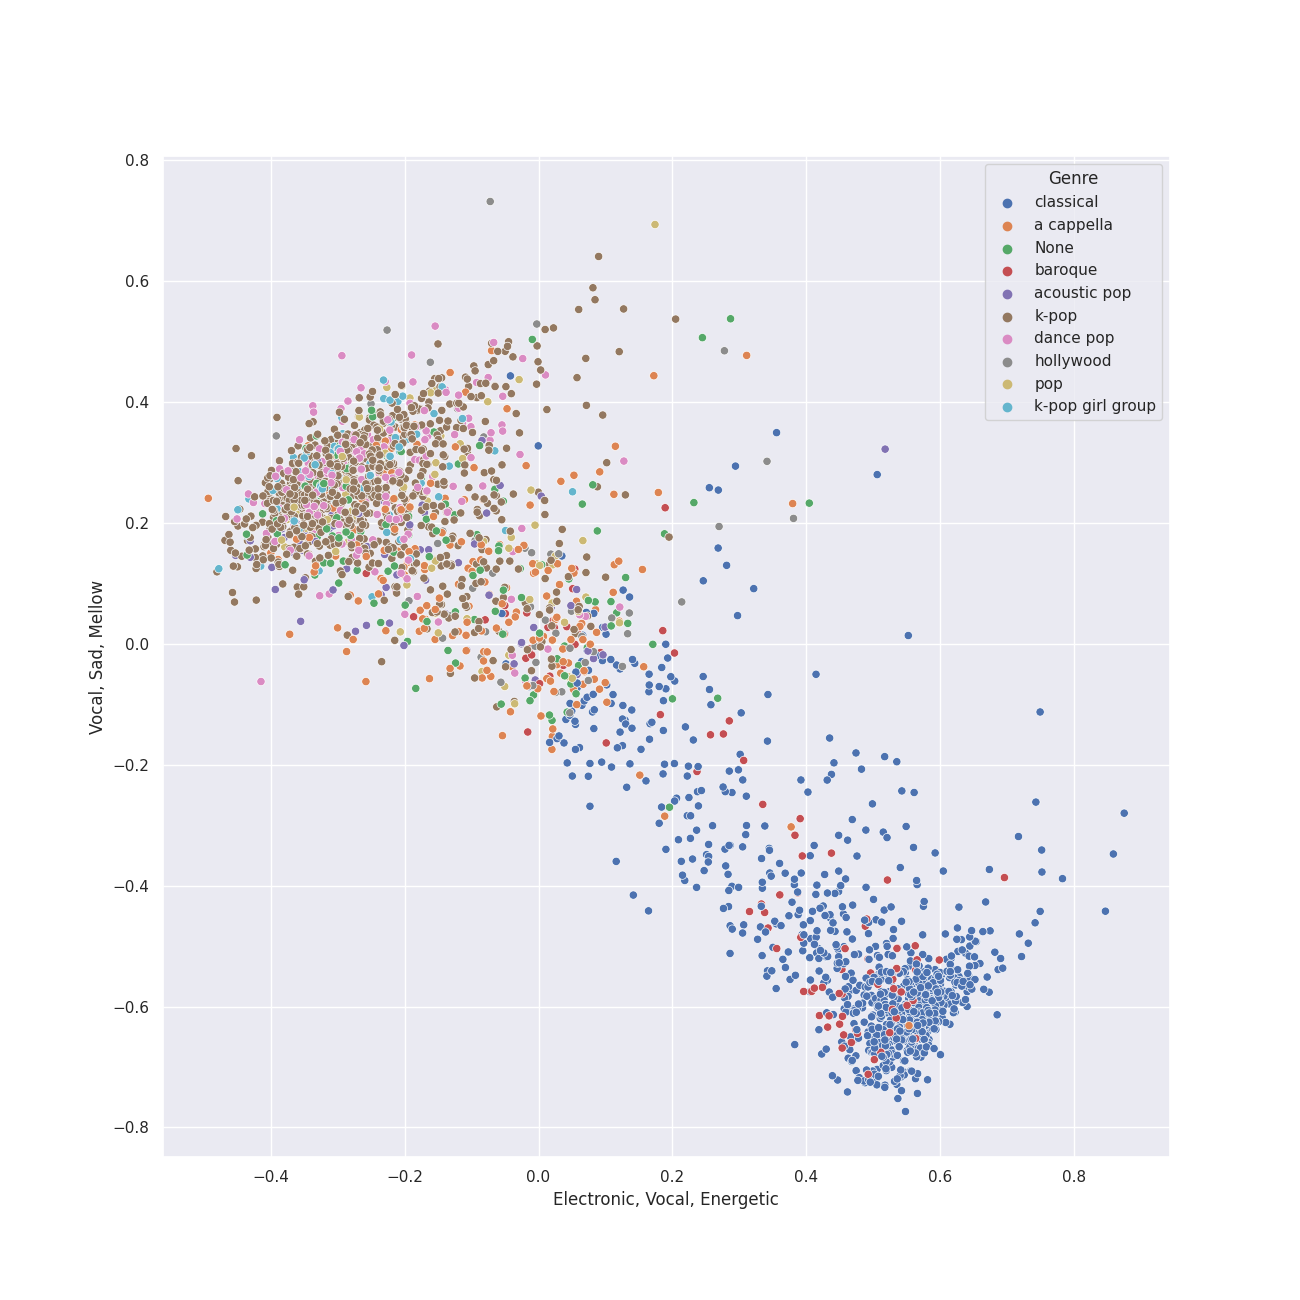 0.8
0.6
0.4
0.2
0.0
−0.2
−0.4
−0.6
−0.8
Vocal, Sad, Mellow
Genre
classical
a cappella
None
baroque
acoustic pop
k-pop
dance pop
hollywood
pop
k-pop girl group
−0.4 −0.2 0.0 0.2 0.4 0.6 0.8
Electronic, Vocal, Energetic